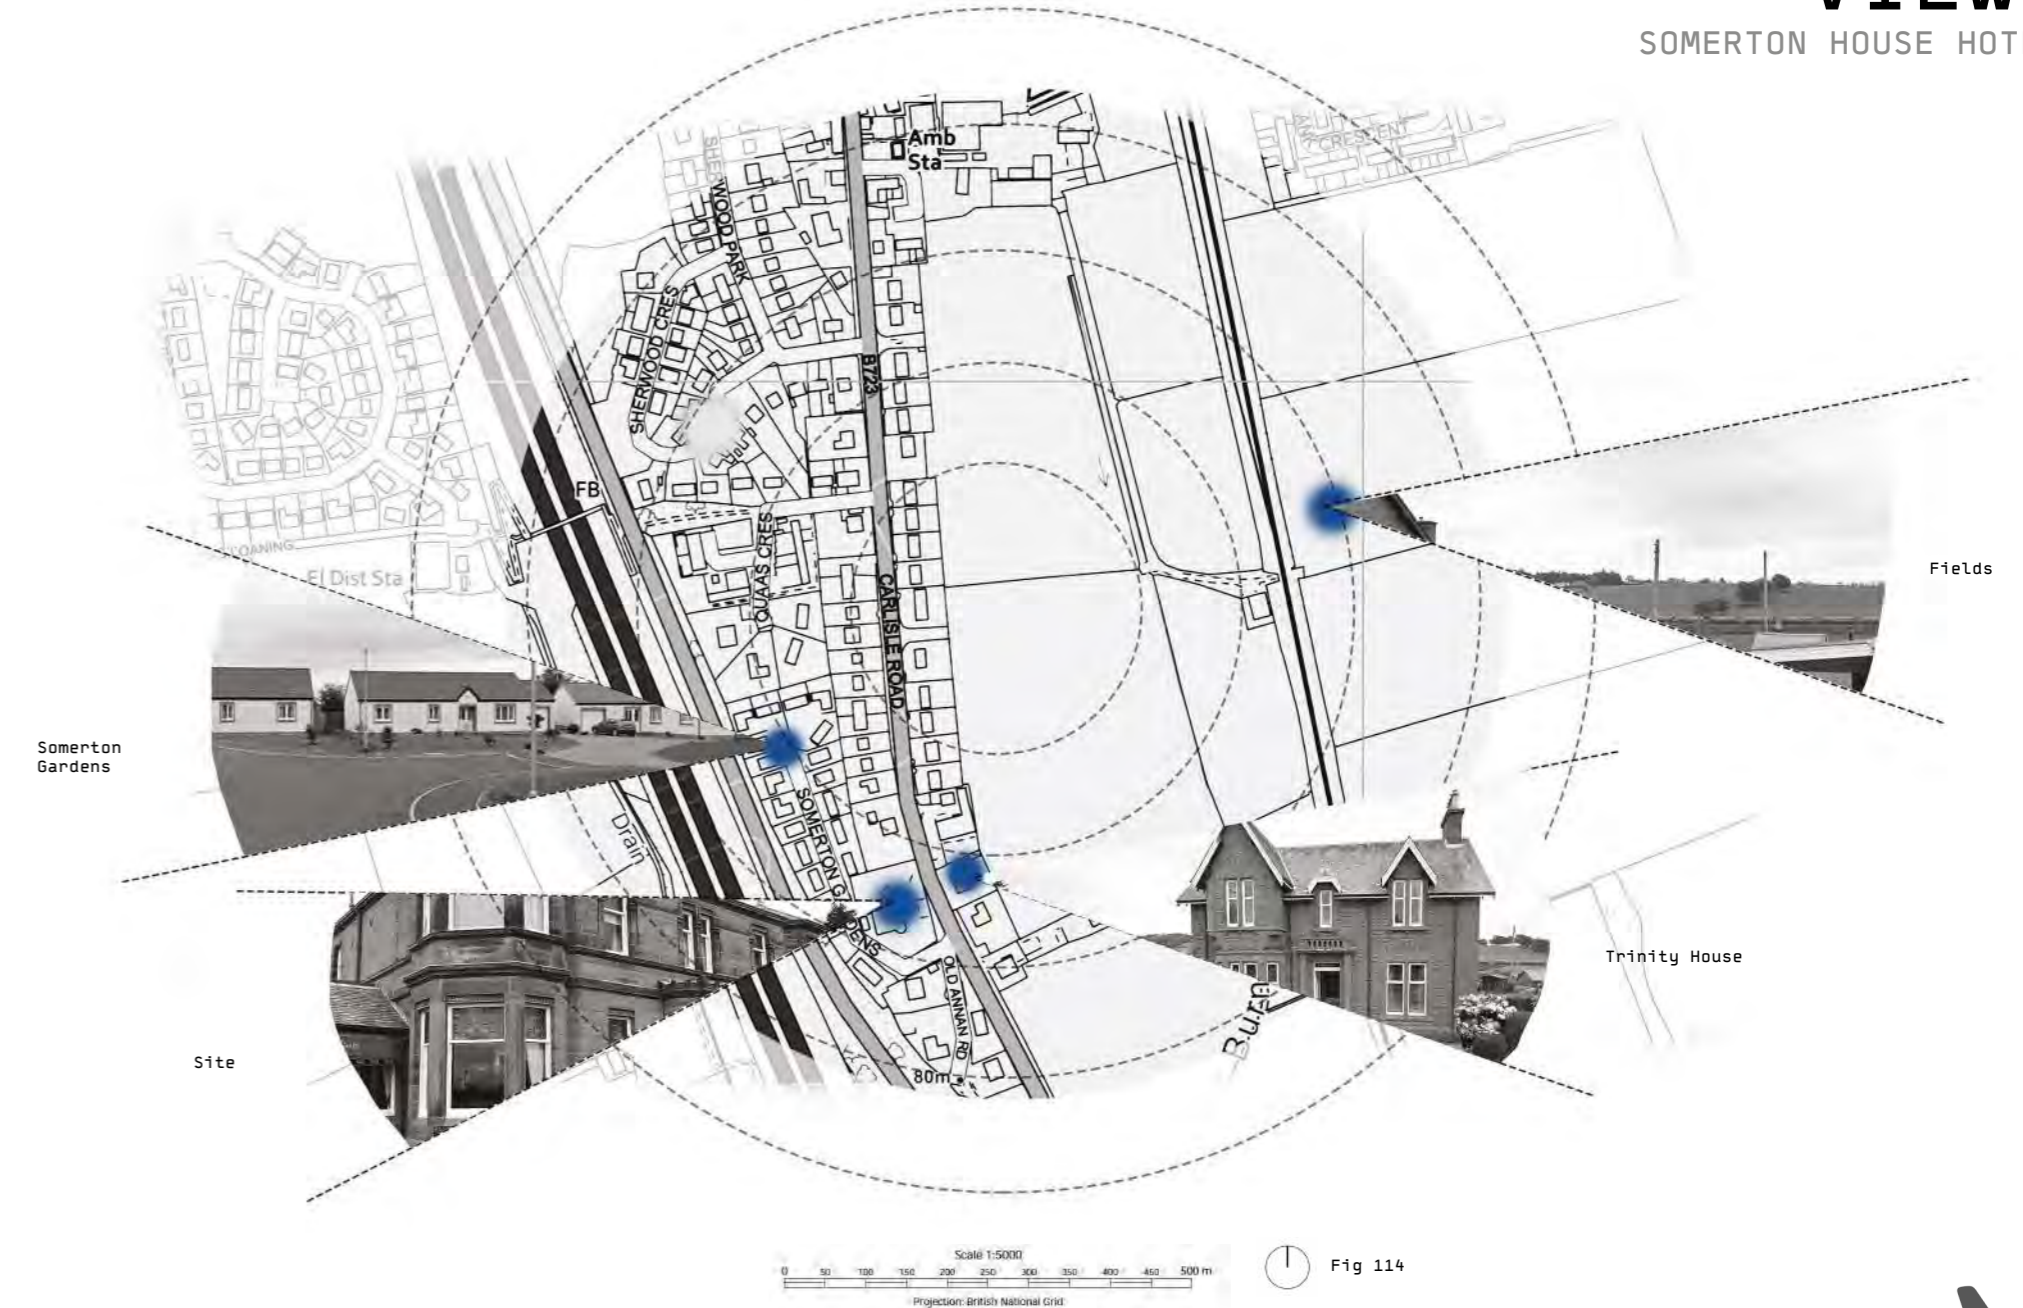 VIEW
SOMERTON HOUSE HOT
Amb
Sta
CRESCENT
WOOD PARK
SHERWOOD CRES
B723
FB
LOANING
El Dist Sta
QUAS CRES
CARLISLE ROAD
Fields
Somerton
Gardens
SOMERTON GARDENS
Drain
OLD ANNAN RD
Burn
Trinity House
Site
80m
Scale 1:5000
0 50 100 150 200 250 300 350 400 450 500 m
Projection: British National Grid
Fig 114